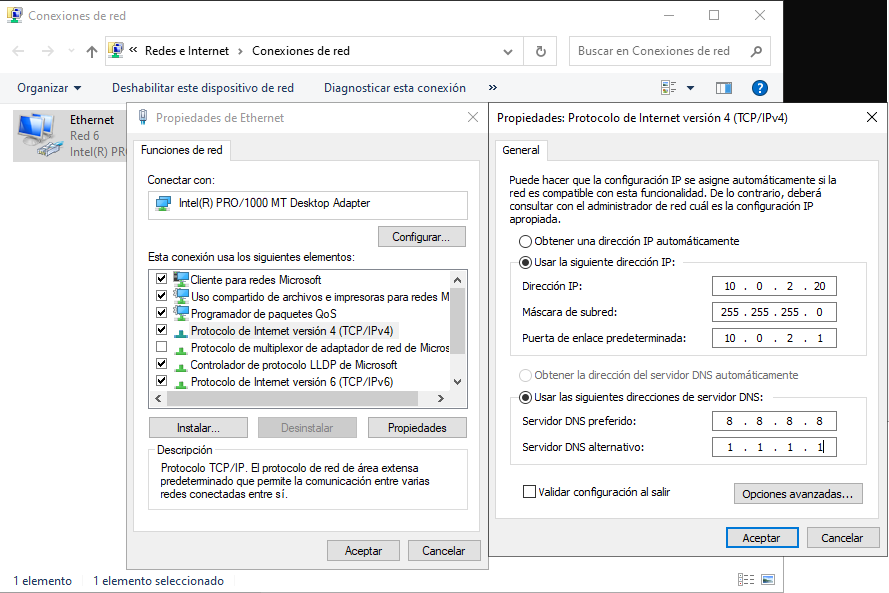 Conexiones de red
« Redes e Internet > Conexiones de red
Buscar en Conexiones de red
Organizar
Deshabilitar este dispositivo de red
Diagnosticar esta conexión
»
Ethernet
Red 6
Intel(R) PR
Propiedades de Ethernet
Funciones de red
Conectar con:
Intel(R) PRO/1000 MT Desktop Adapter
Configurar...
Esta conexión usa los siguientes elementos:
Cliente para redes Microsoft
Uso compartido de archivos e impresoras para redes M
Programador de paquetes QoS
Protocolo de Internet versión 4 (TCP/IPv4)
Protocolo de multiplexor de adaptador de red de Micros
Controlador de protocolo LLDP de Microsoft
Protocolo de Internet versión 6 (TCP/IPv6)
Instalar...
Desinstalar
Propiedades
Descripción
Protocolo TCP/IP. El protocolo de red de área extensa
predeterminado que permite la comunicación entre varias
redes conectadas entre sí.
Aceptar
Cancelar
Propiedades: Protocolo de Internet versión 4 (TCP/IPv4)
General
Puede hacer que la configuración IP se asigne automáticamente si la
red es compatible con esta funcionalidad. De lo contrario, deberá
consultar con el administrador de red cuál es la configuración IP
apropiada.
Obtener una dirección IP automáticamente
Usar la siguiente dirección IP:
Dirección IP: 10 . 0 . 2 . 20
Máscara de subred: 255 . 255 . 255 . 0
Puerta de enlace predeterminada: 10 . 0 . 2 . 1
Obtener la dirección del servidor DNS automáticamente
Usar las siguientes direcciones de servidor DNS:
Servidor DNS preferido: 8 . 8 . 8 . 8
Servidor DNS alternativo: 1 . 1 . 1 . 1
Validar configuración al salir
Opciones avanzadas...
Aceptar
Cancelar
1 elemento
1 elemento seleccionado